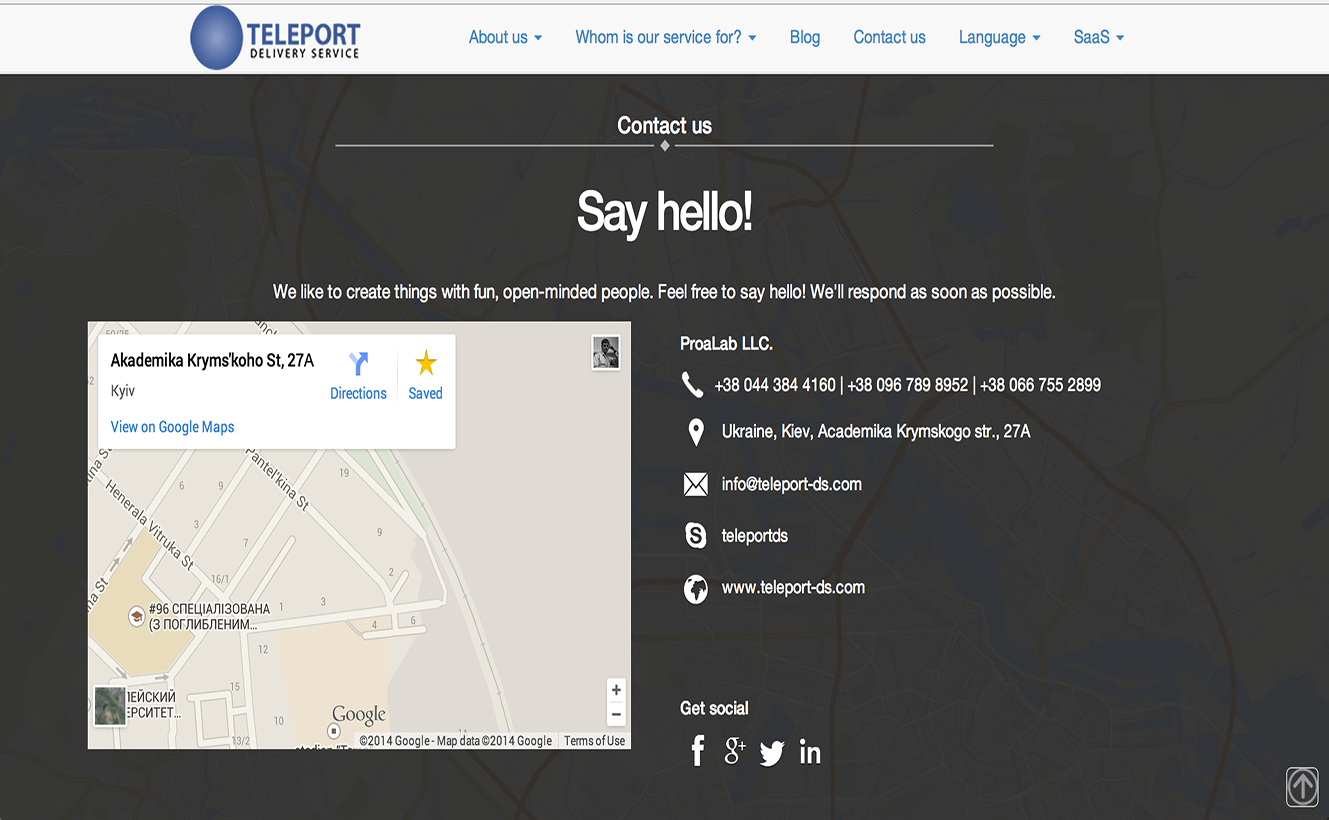 TELEPORT
DELIVERY SERVICE
About us
Whom is our service for?
Blog
Contact us
Language
SaaS
Contact us
Say hello!
We like to create things with fun, open-minded people. Feel free to say hello! We'll respond as soon as possible.
60/25
Akademika Kryms'koho St, 27A
Kyiv
Directions
Saved
View on Google Maps
Pantel'kina St
Henerala Vitruka St
19
6
9
3
9
7
2
16/1
1
3
4
6
#96 СПЕЦІАЛІЗОВАНА
(З ПОГЛИБЛЕНИМ...
12
15
10
13/2
Google
+
−
©2014 Google - Map data ©2014 Google
Terms of Use
ProaLab LLC.
+38 044 384 4160 | +38 096 789 8952 | +38 066 755 2899
Ukraine, Kiev, Academika Krymskogo str., 27A
info@teleport-ds.com
teleportds
www.teleport-ds.com
Get social